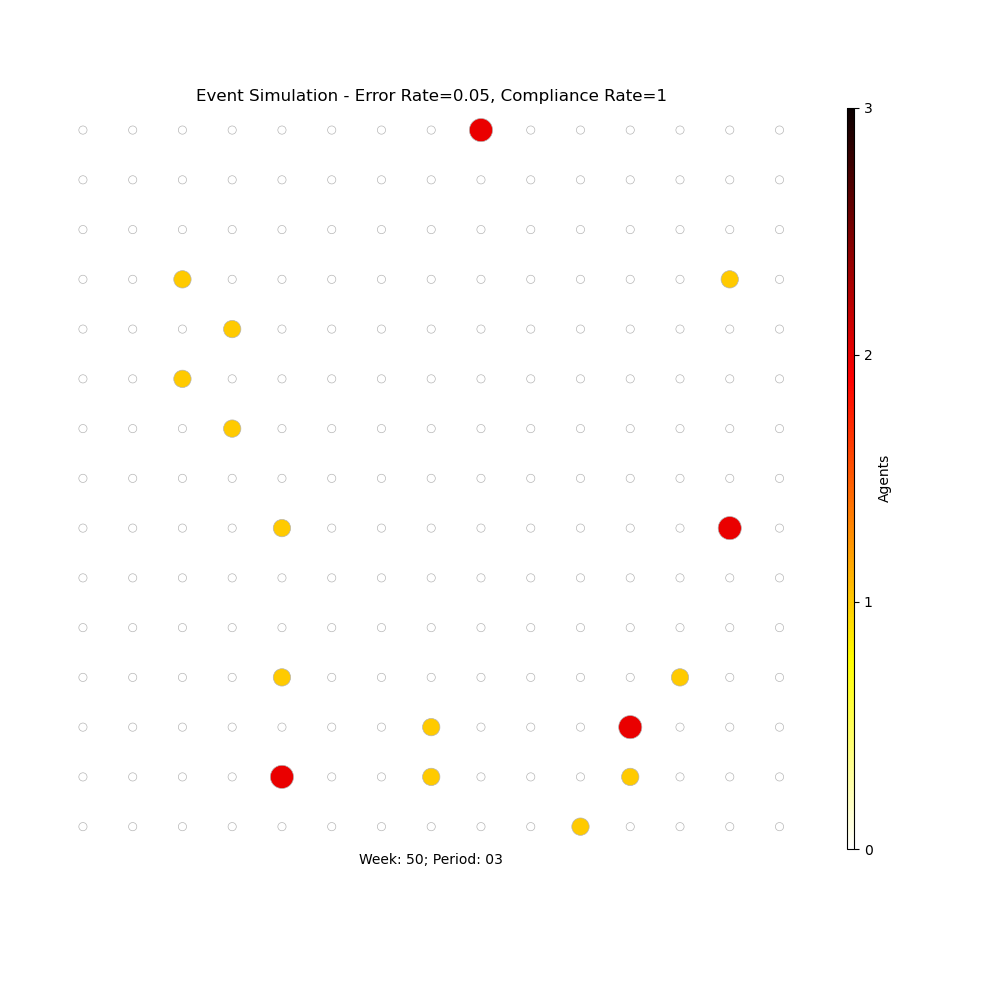 Event Simulation - Error Rate=0.05, Compliance Rate=1
3
2
1
0
Agents
Week: 50; Period: 03